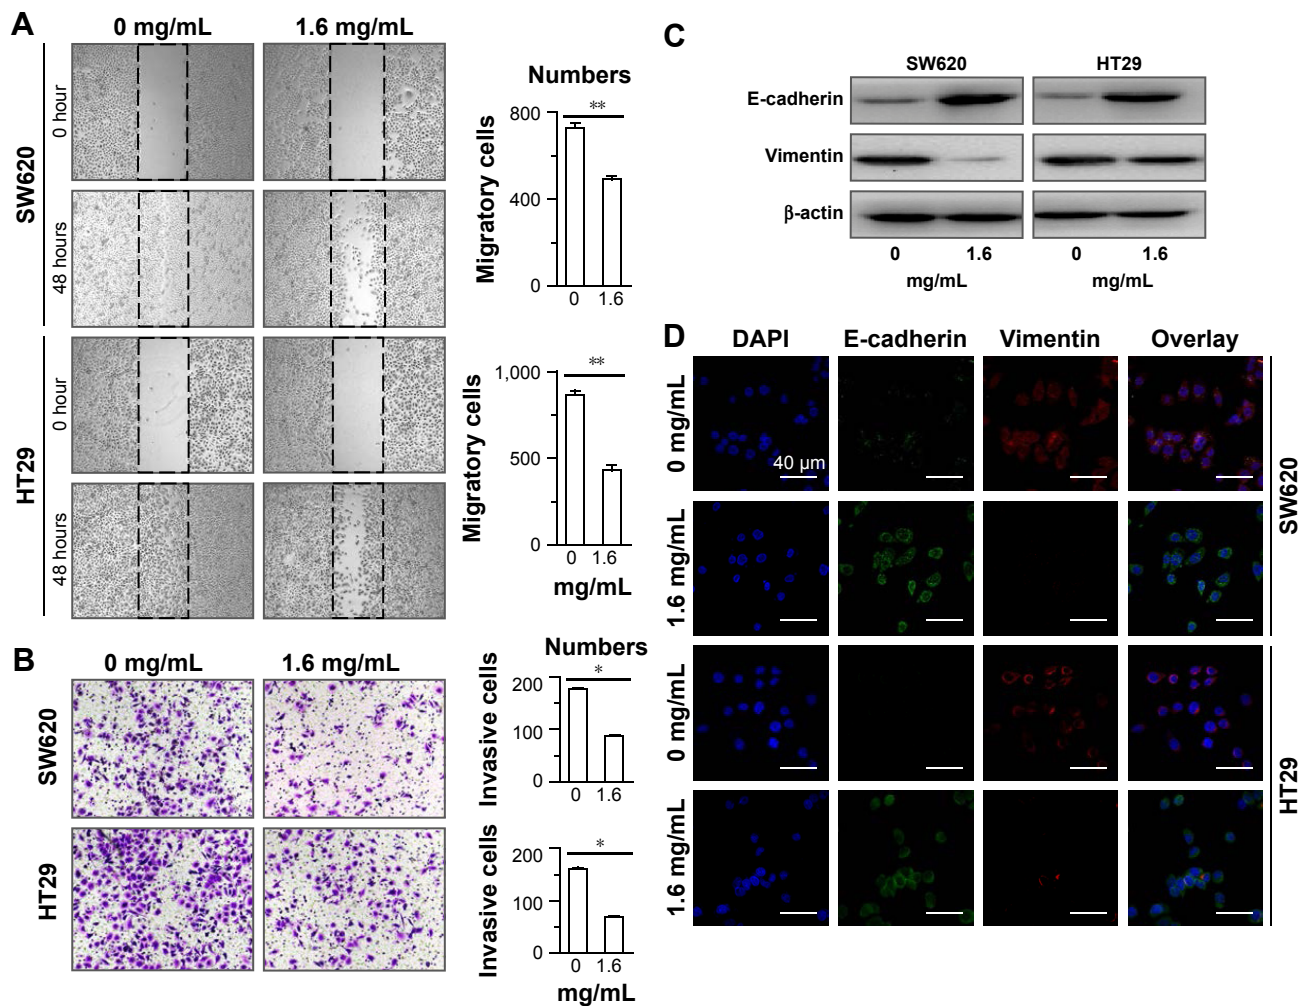 A
0 mg/mL 1.6 mg/mL
SW620
0 hour
48 hours
HT29
0 hour
48 hours
Numbers
Migratory cells
800
400
0
**
0 1.6
Migratory cells
1,000
500
0
**
0 1.6
mg/mL
B
0 mg/mL 1.6 mg/mL
SW620
HT29
Numbers
Invasive cells
200
100
0
*
0 1.6
Invasive cells
200
100
0
*
0 1.6
mg/mL
C
SW620 HT29
E-cadherin
Vimentin
β-actin
0 1.6 0 1.6
mg/mL mg/mL
D
DAPI E-cadherin Vimentin Overlay
0 mg/mL
40 µm
1.6 mg/mL
SW620
0 mg/mL
1.6 mg/mL
HT29